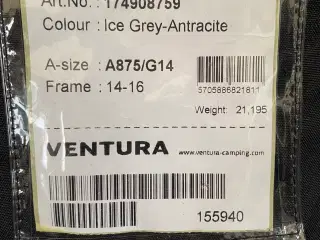 Art.No.: 174908759
Colour : Ice Grey-Antracite
A-size : A875/G14
Frame : 14-16
5705886821811
Weight: 21,195
VENTURA www.ventura-camping.com
155940